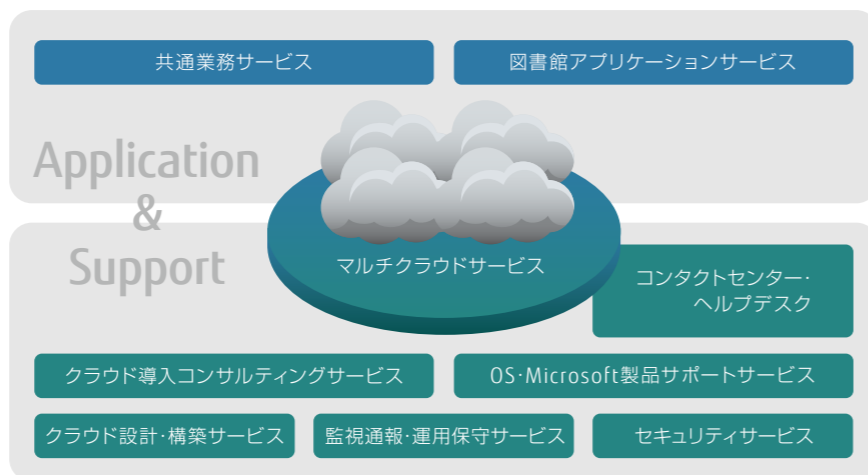 共通業務サービス
図書館アプリケーションサービス
Application
&
Support
マルチクラウドサービス
コンタクトセンター・
ヘルプデスク
クラウド導入コンサルティングサービス
OS・Microsoft製品サポートサービス
クラウド設計・構築サービス
監視通報・運用保守サービス
セキュリティサービス